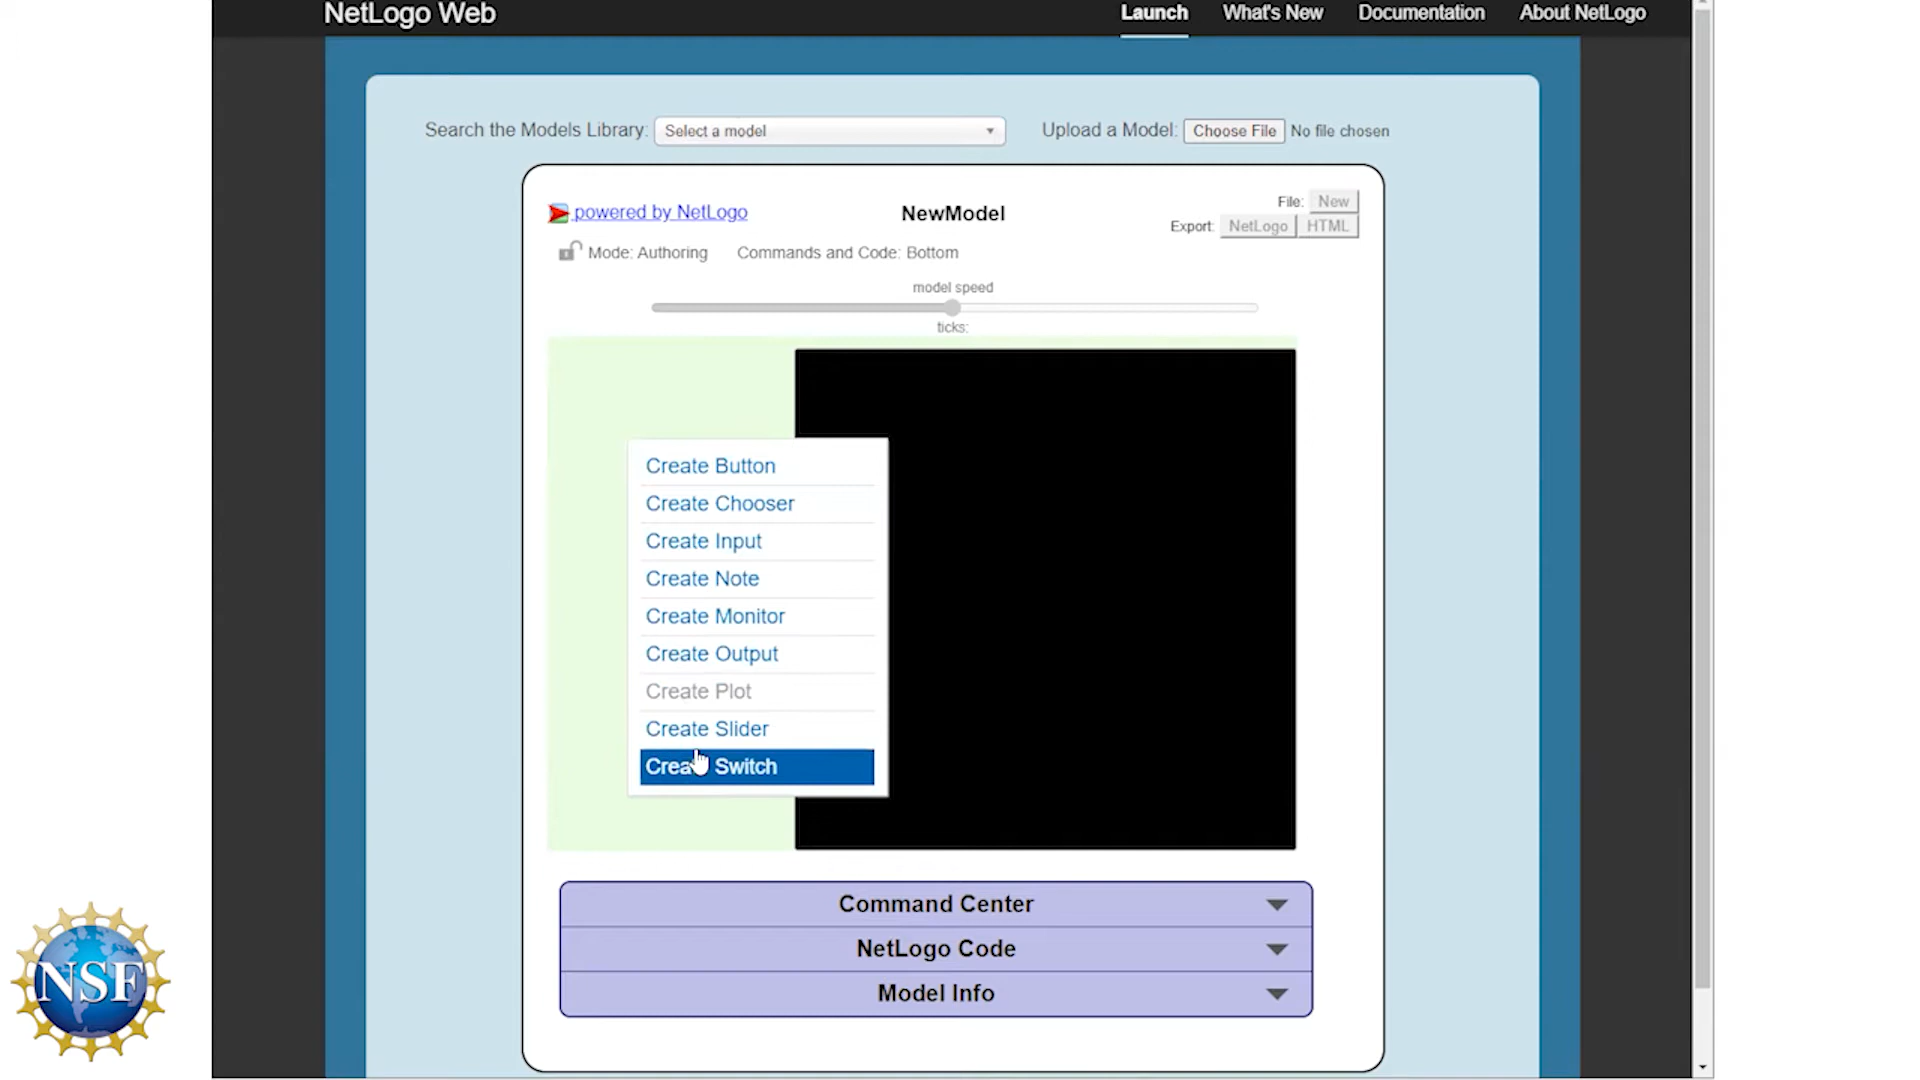 NetLogo Web
Launch What's New Documentation About NetLogo
Search the Models Library: Select a model Upload a Model: Choose File No file chosen
powered by NetLogo
NewModel
File: New
Export: NetLogo HTML
Mode: Authoring Commands and Code: Bottom
model speed
ticks:
Create Button
Create Chooser
Create Input
Create Note
Create Monitor
Create Output
Create Plot
Create Slider
Create Switch
Command Center
NetLogo Code
Model Info
NSF